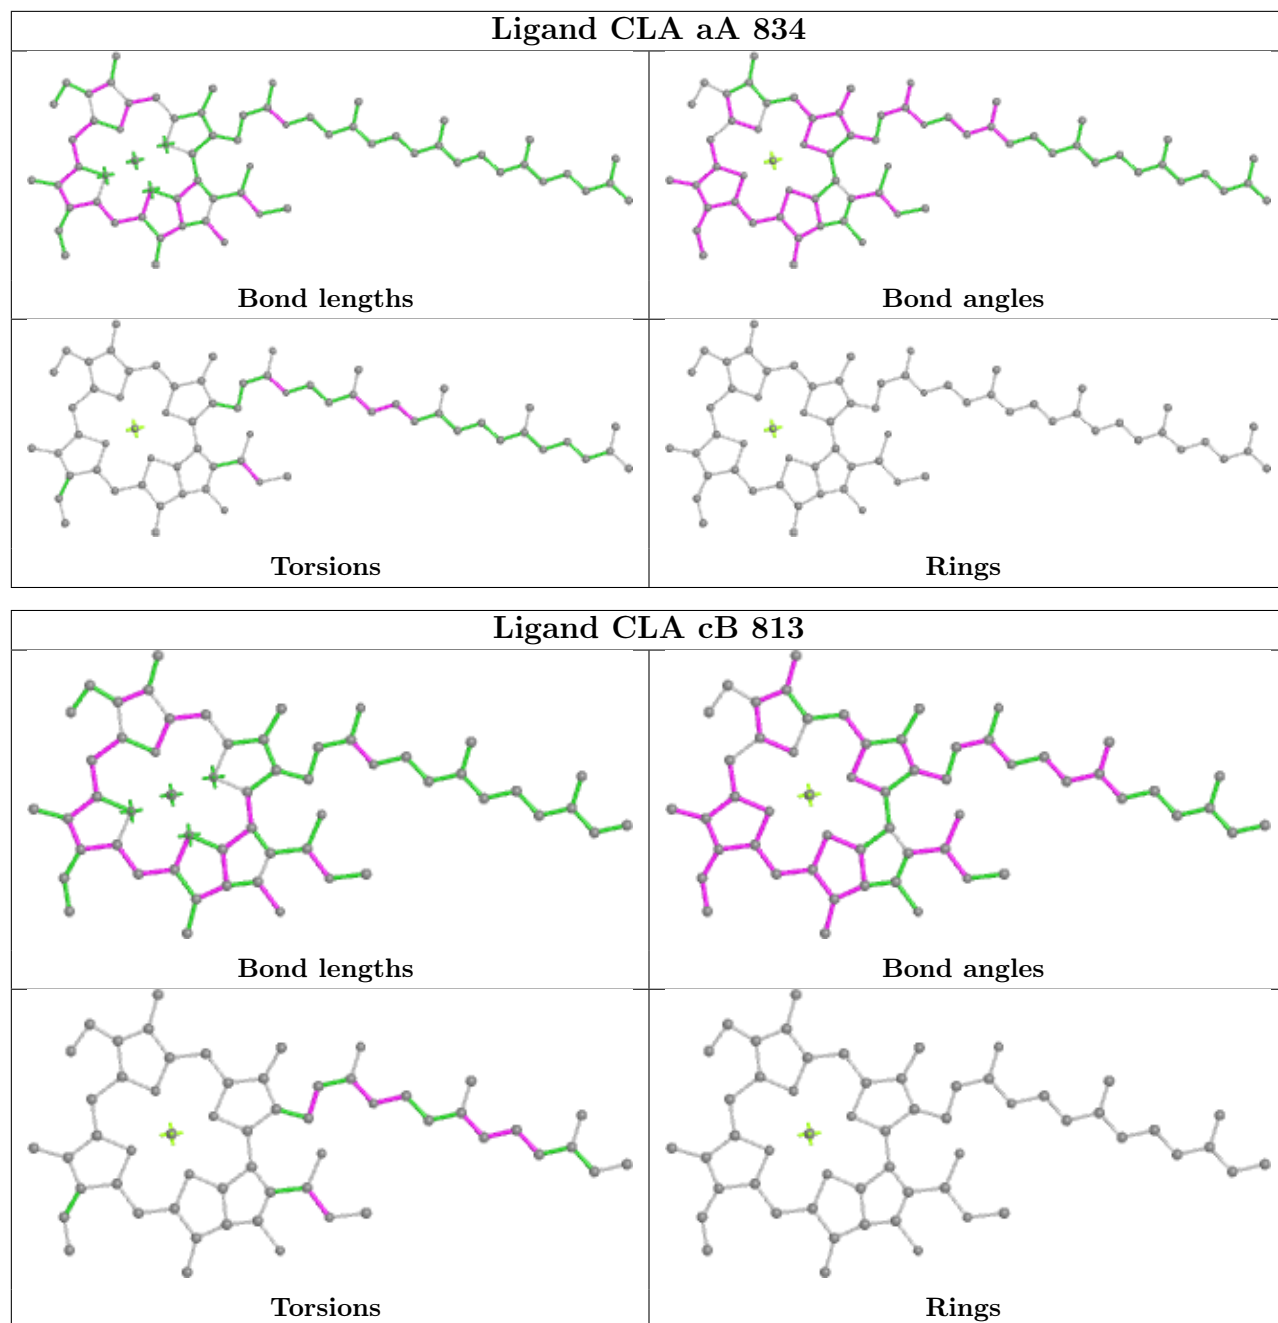 Ligand CLA aA 834
Bond lengths
Bond angles
Torsions
Rings
Ligand CLA cB 813
Bond lengths
Bond angles
Torsions
Rings